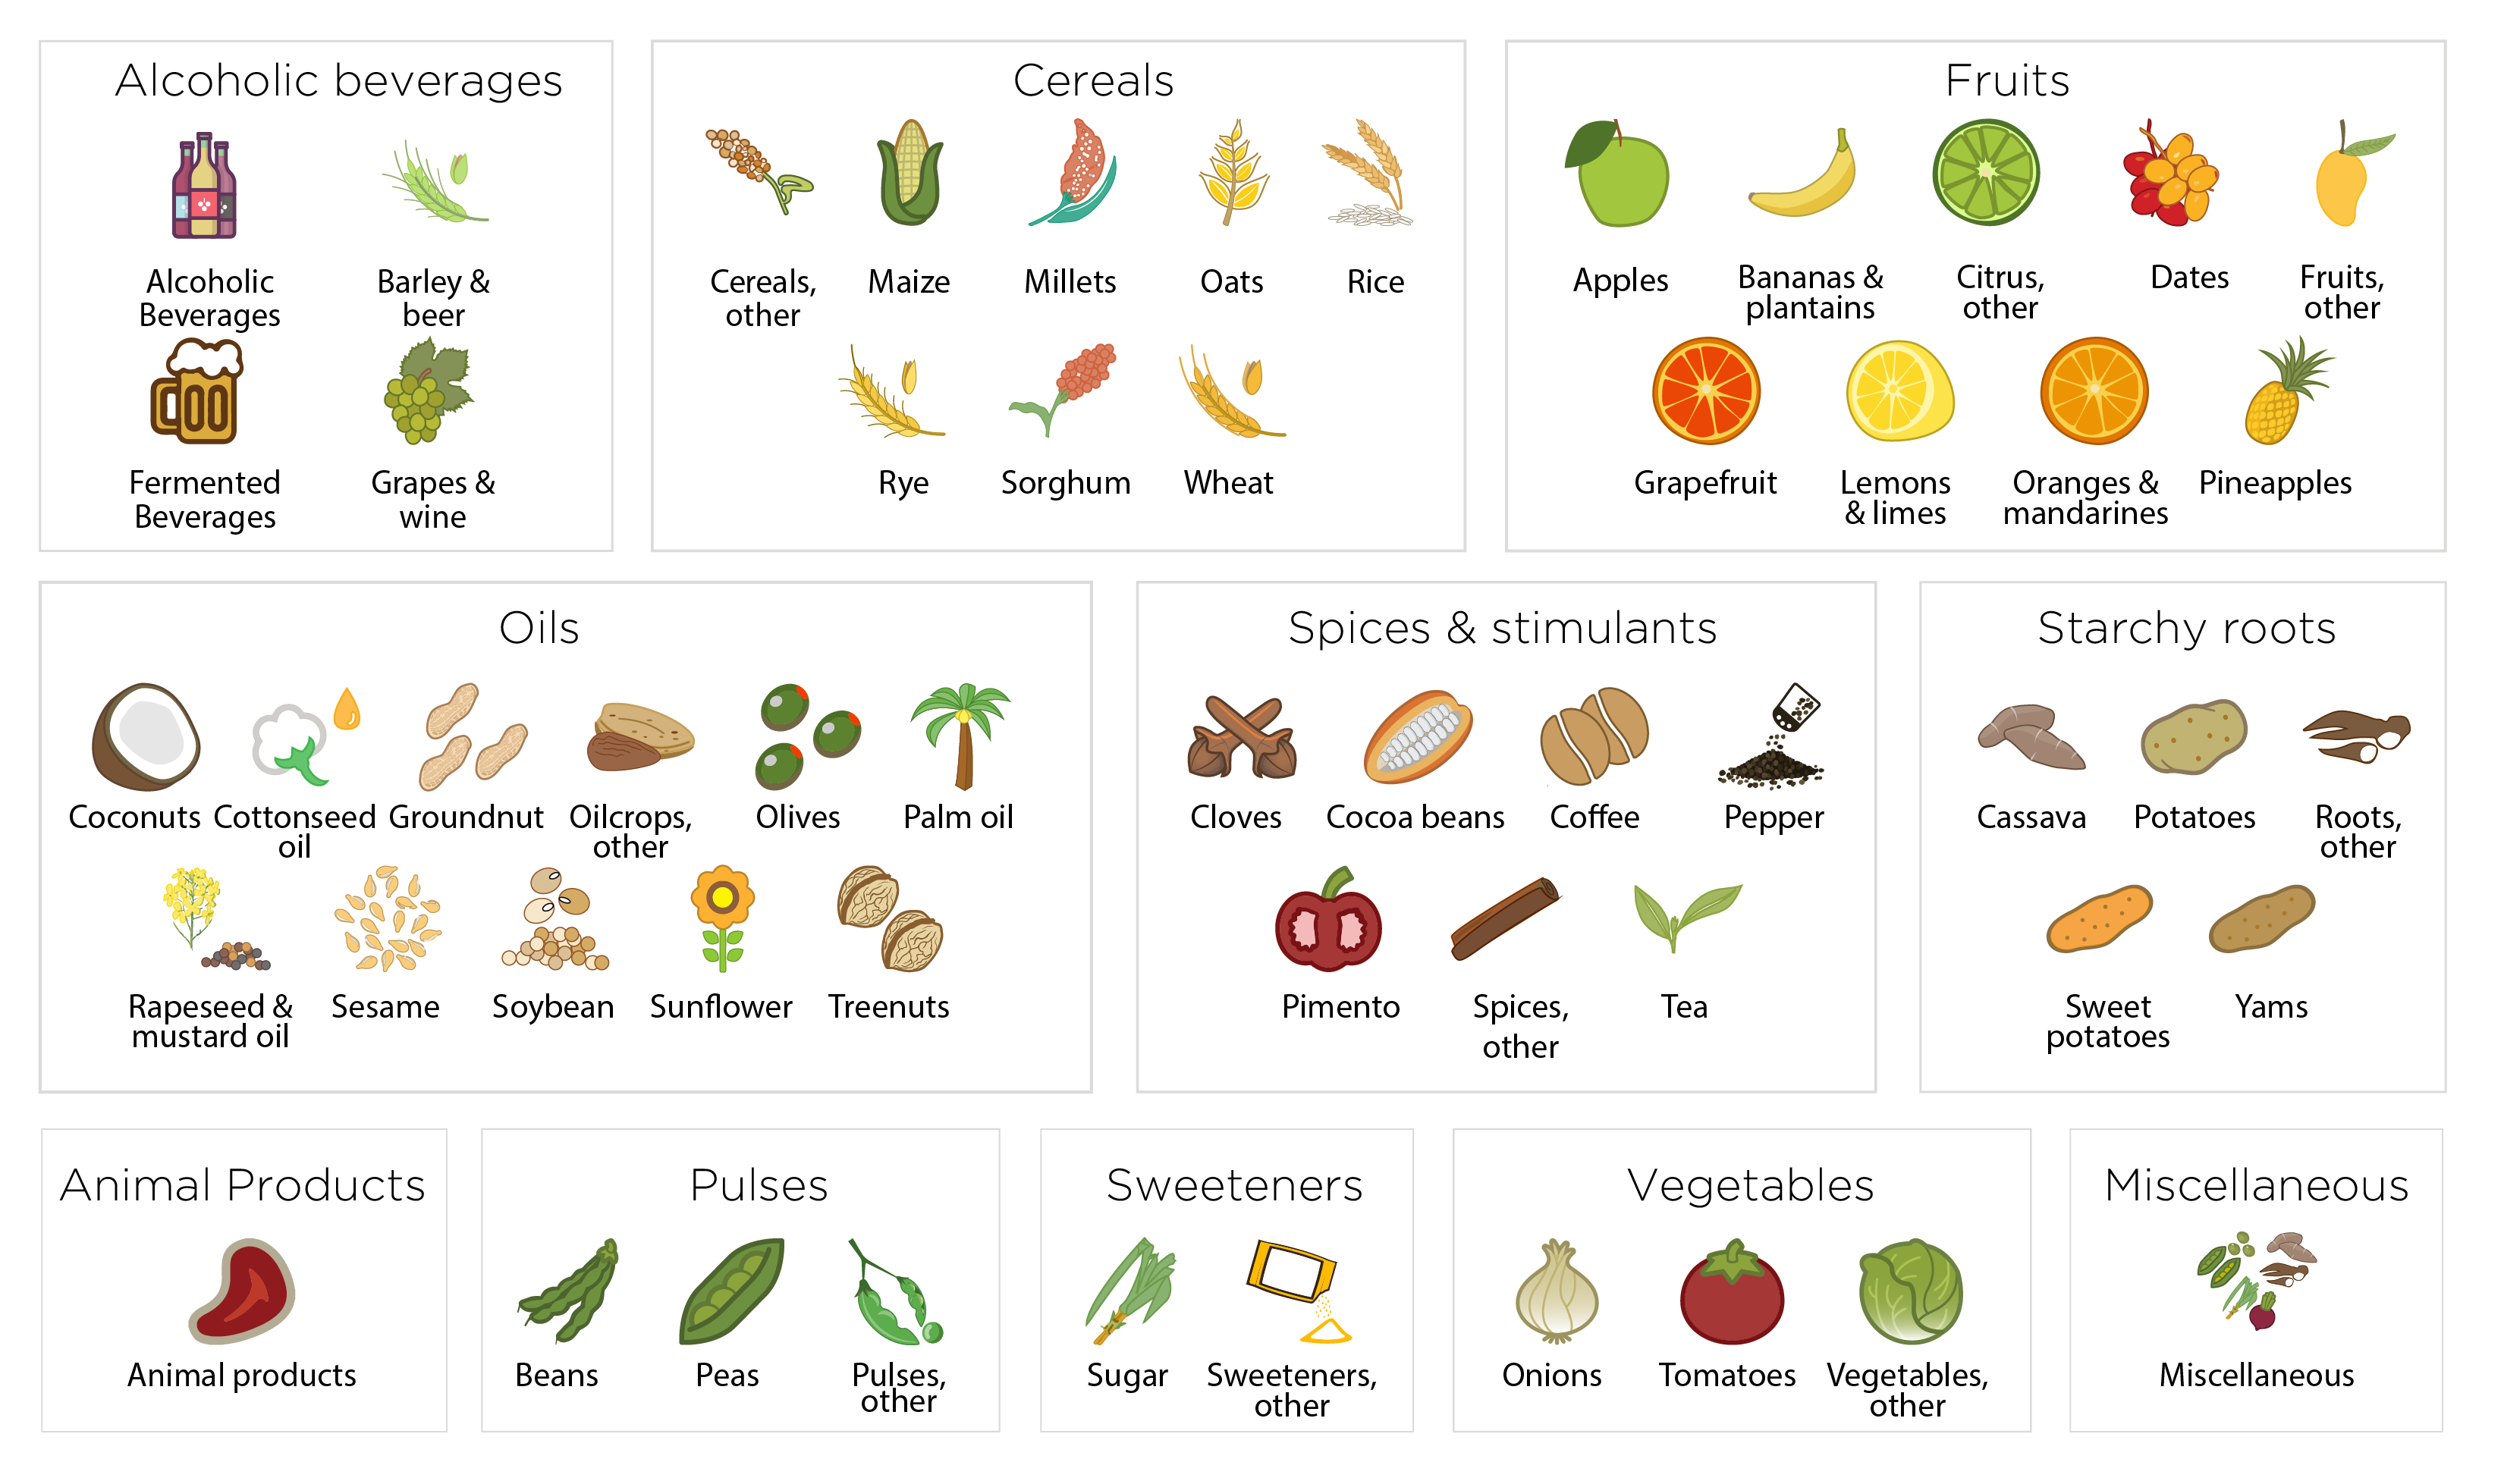 Alcoholic beverages
Alcoholic
Beverages
Barley &
beer
Fermented
Beverages
Grapes &
wine
Cereals
Cereals,
other
Maize
Millets
Oats
Rice
Rye
Sorghum
Wheat
Fruits
Apples
Bananas &
plantains
Citrus,
other
Dates
Fruits,
other
Grapefruit
Lemons
& limes
Oranges &
mandarines
Pineapples
Oils
Coconuts
Cottonseed
oil
Groundnut
Oilcrops,
other
Olives
Palm oil
Rapeseed &
mustard oil
Sesame
Soybean
Sunflower
Treenuts
Spices & stimulants
Cloves
Cocoa beans
Coffee
Pepper
Pimento
Spices,
other
Tea
Starchy roots
Cassava
Potatoes
Roots,
other
Sweet
potatoes
Yams
Animal Products
Animal products
Pulses
Beans
Peas
Pulses,
other
Sweeteners
Sugar
Sweeteners,
other
Vegetables
Onions
Tomatoes
Vegetables,
other
Miscellaneous
Miscellaneous